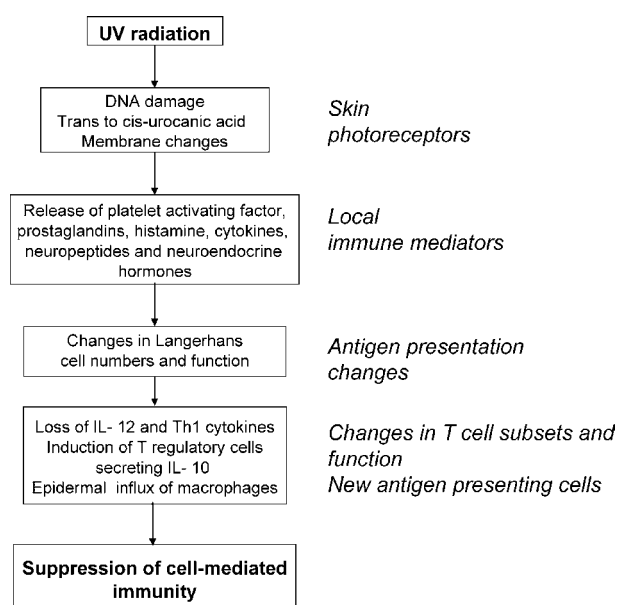 UV radiation
DNA damage
Trans to cis-urocanic acid
Membrane changes
Skin
photoreceptors
Release of platelet activating factor,
prostaglandins, histamine, cytokines,
neuropeptides and neuroendocrine
hormones
Local
immune mediators
Changes in Langerhans
cell numbers and function
Antigen presentation
changes
Loss of IL- 12 and Th1 cytokines
Induction of T regulatory cells
secreting IL- 10
Epidermal influx of macrophages
Changes in T cell subsets and
function
New antigen presenting cells
Suppression of cell-mediated
immunity